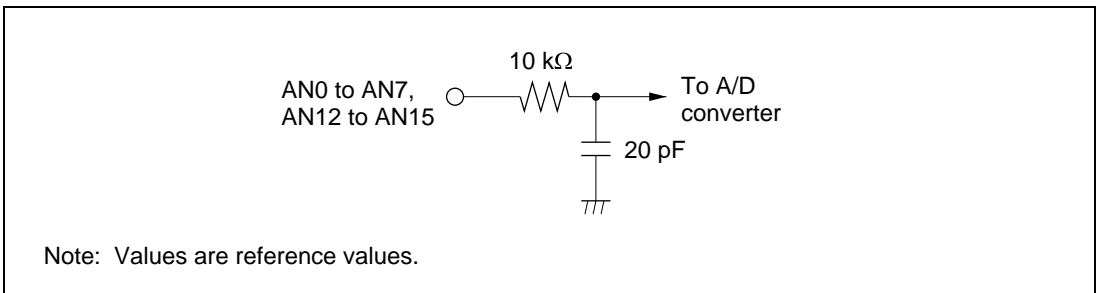 10 kΩ
AN0 to AN7,
AN12 to AN15
To A/D
converter
20 pF
Note: Values are reference values.